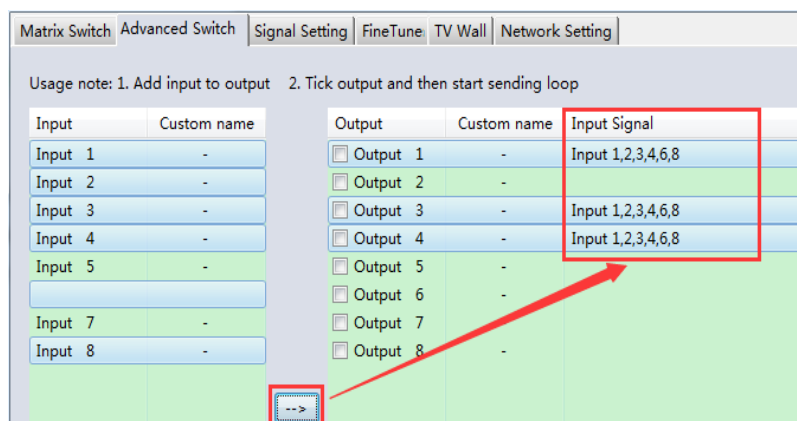 Matrix Switch Advanced Switch Signal Setting FineTune TV Wall Network Setting
Usage note: 1. Add input to output 2. Tick output and then start sending loop
Input Custom name Output Custom name Input Signal
Input 1 - Output 1 - Input 1,2,3,4,6,8
Input 2 - Output 2 -
Input 3 - Output 3 - Input 1,2,3,4,6,8
Input 4 - Output 4 - Input 1,2,3,4,6,8
Input 5 - Output 5 -
Output 6 -
Input 7 - Output 7
Input 8 - Output 8 -
-->